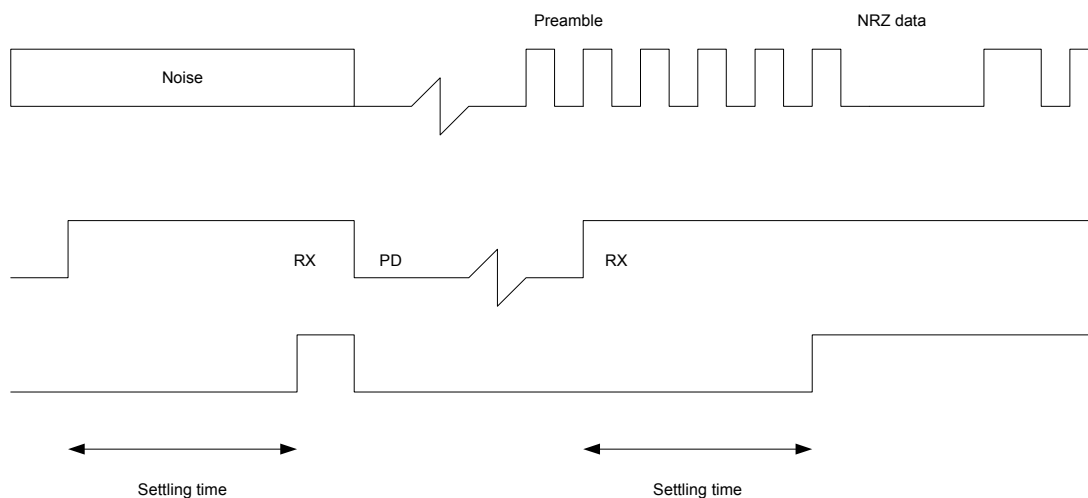 Preamble
NRZ data
Noise
RX
PD
RX
Settling time
Settling time